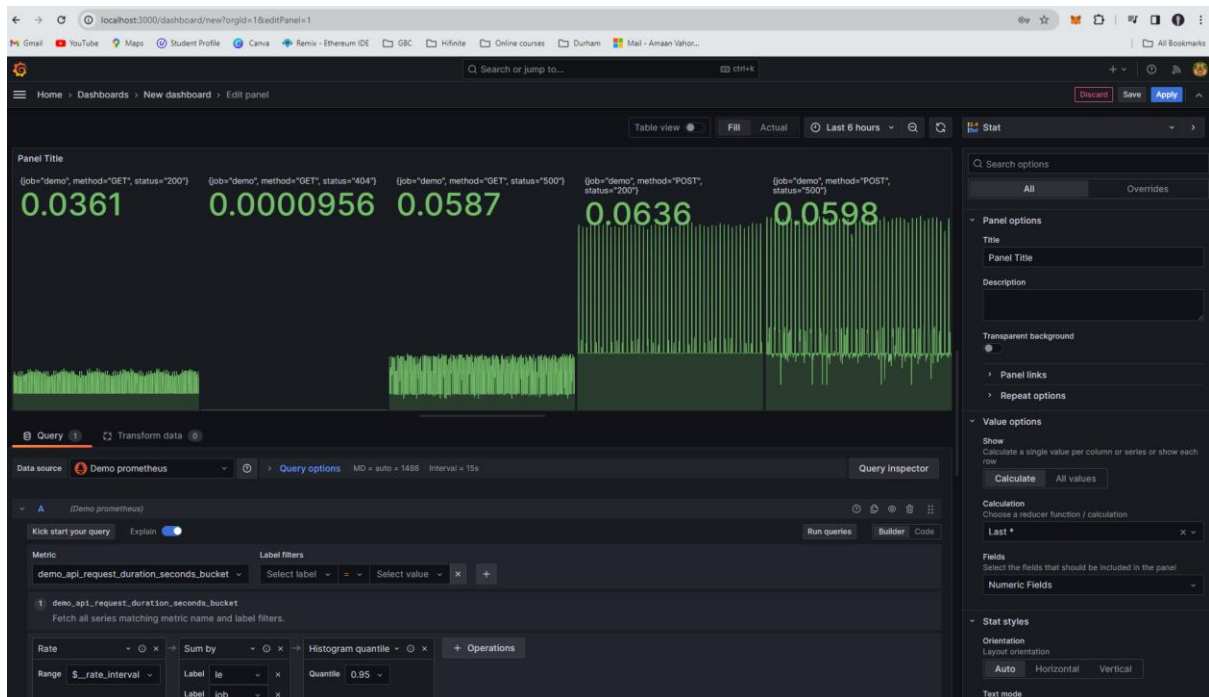 localhost:3000/dashboard/new?orgId=1&editPanel=1
Gmail YouTube Maps Student Profile Canva Remix - Ethereum IDE GBC Hifinite Online courses Durham Mail - Amaan Vahor... All Bookmarks
Search or jump to... ctrl+k
Home › Dashboards › New dashboard › Edit panel Discard Save Apply
Table view Fill Actual Last 6 hours Stat
Panel Title
{job="demo", method="GET", status="200"}
0.0361
{job="demo", method="GET", status="404"}
0.0000956
{job="demo", method="GET", status="500"}
0.0587
{job="demo", method="POST",
status="200"}
0.0636
{job="demo", method="POST",
status="500"}
0.0598
Query 1 Transform data 0
Data source Demo prometheus Query options MD = auto = 1488 Interval = 15s Query inspector
A (Demo prometheus)
Kick start your query Explain Run queries Builder Code
Metric Label filters
demo_api_request_duration_seconds_bucket Select label = Select value
1 demo_api_request_duration_seconds_bucket
Fetch all series matching metric name and label filters.
Rate Sum by Histogram quantile + Operations
Range $__rate_interval Label le Quantile 0.95
Label job
Search options
All Overrides
Panel options
Title
Panel Title
Description
Transparent background
Panel links
Repeat options
Value options
Show
Calculate a single value per column or series or show each
row
Calculate All values
Calculation
Choose a reducer function / calculation
Last *
Fields
Select the fields that should be included in the panel
Numeric Fields
Stat styles
Orientation
Layout orientation
Auto Horizontal Vertical
Text mode